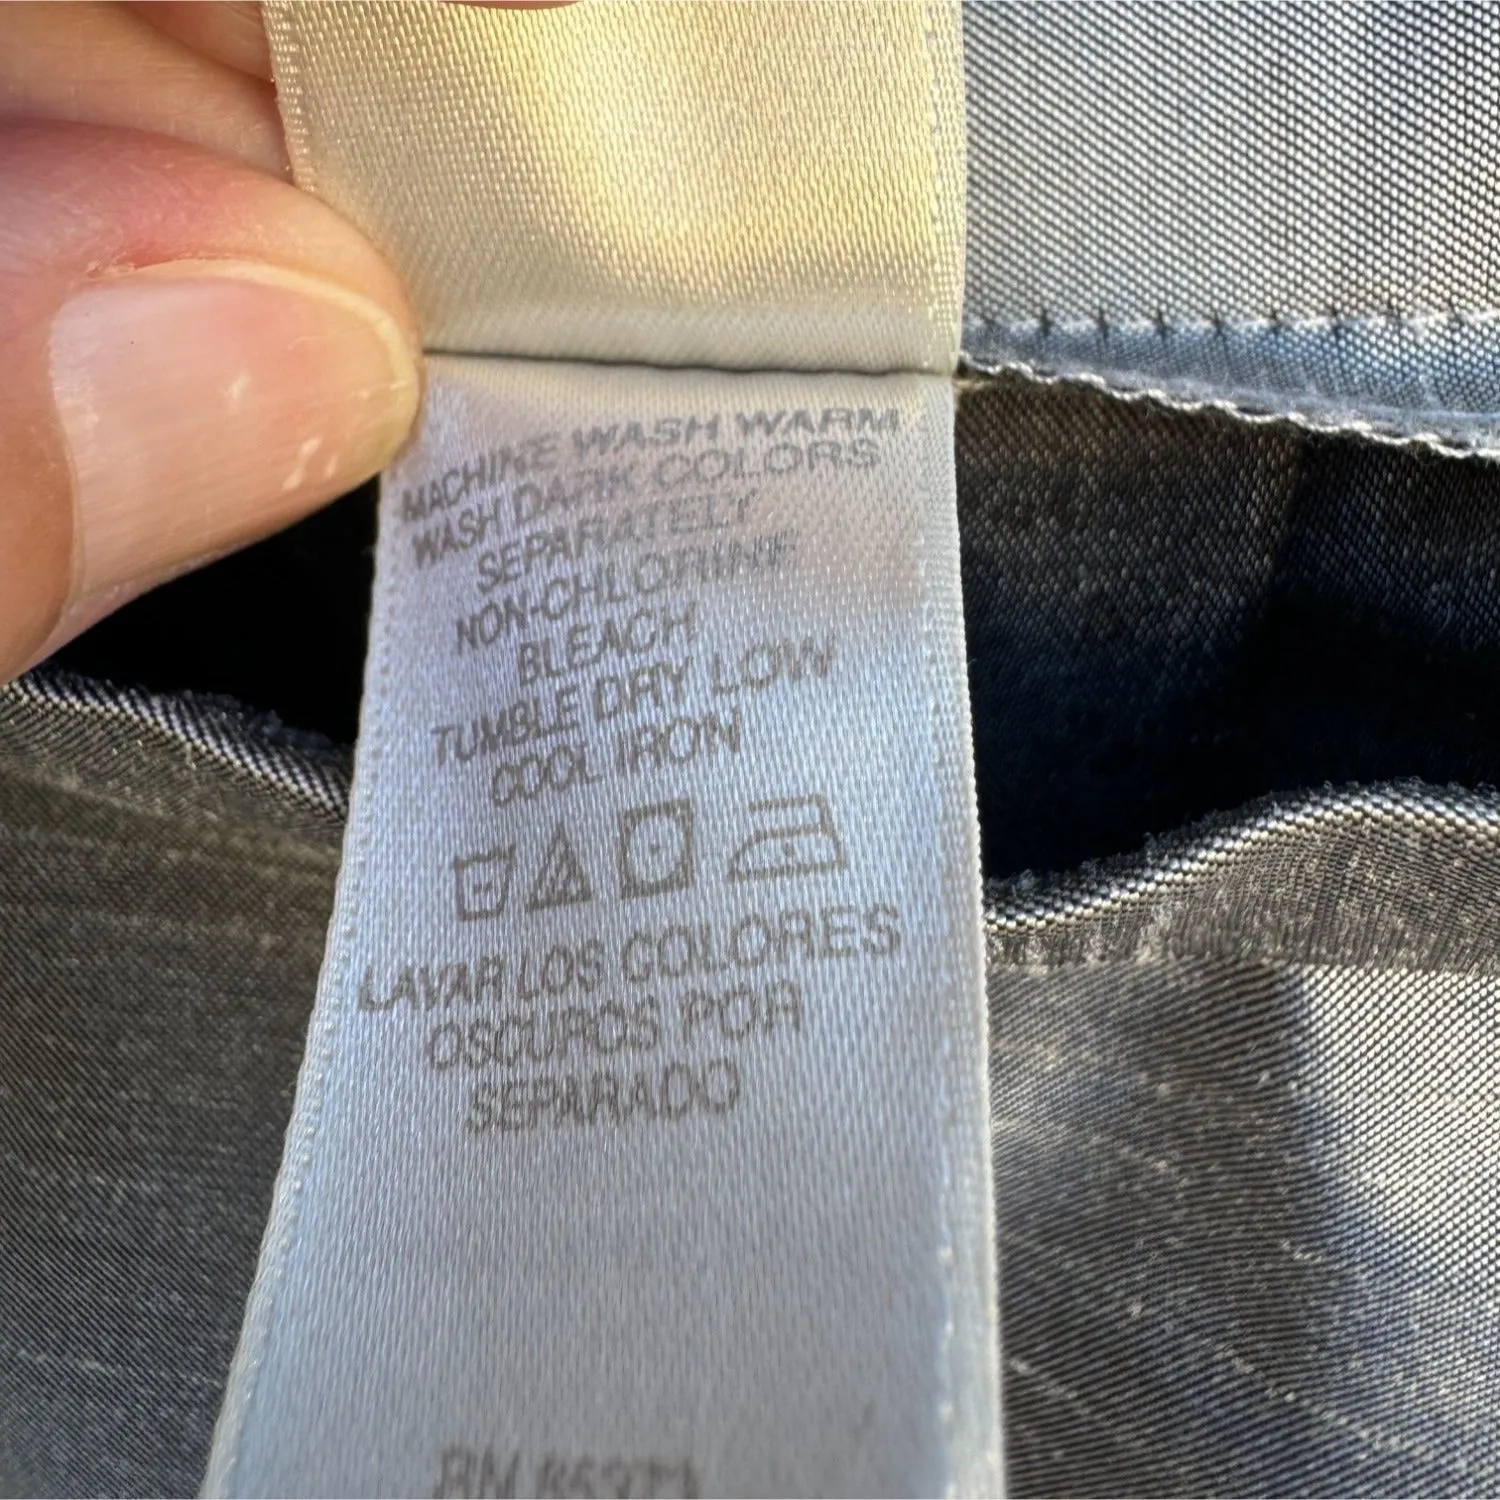 MACHINE WASH WARM
WASH DARK COLORS
SEPARATELY
NON-CHLORINE
BLEACH
TUMBLE DRY LOW
COOL IRON
LAVAR LOS COLORES
OSCUROS POR
SEPARADO
RN